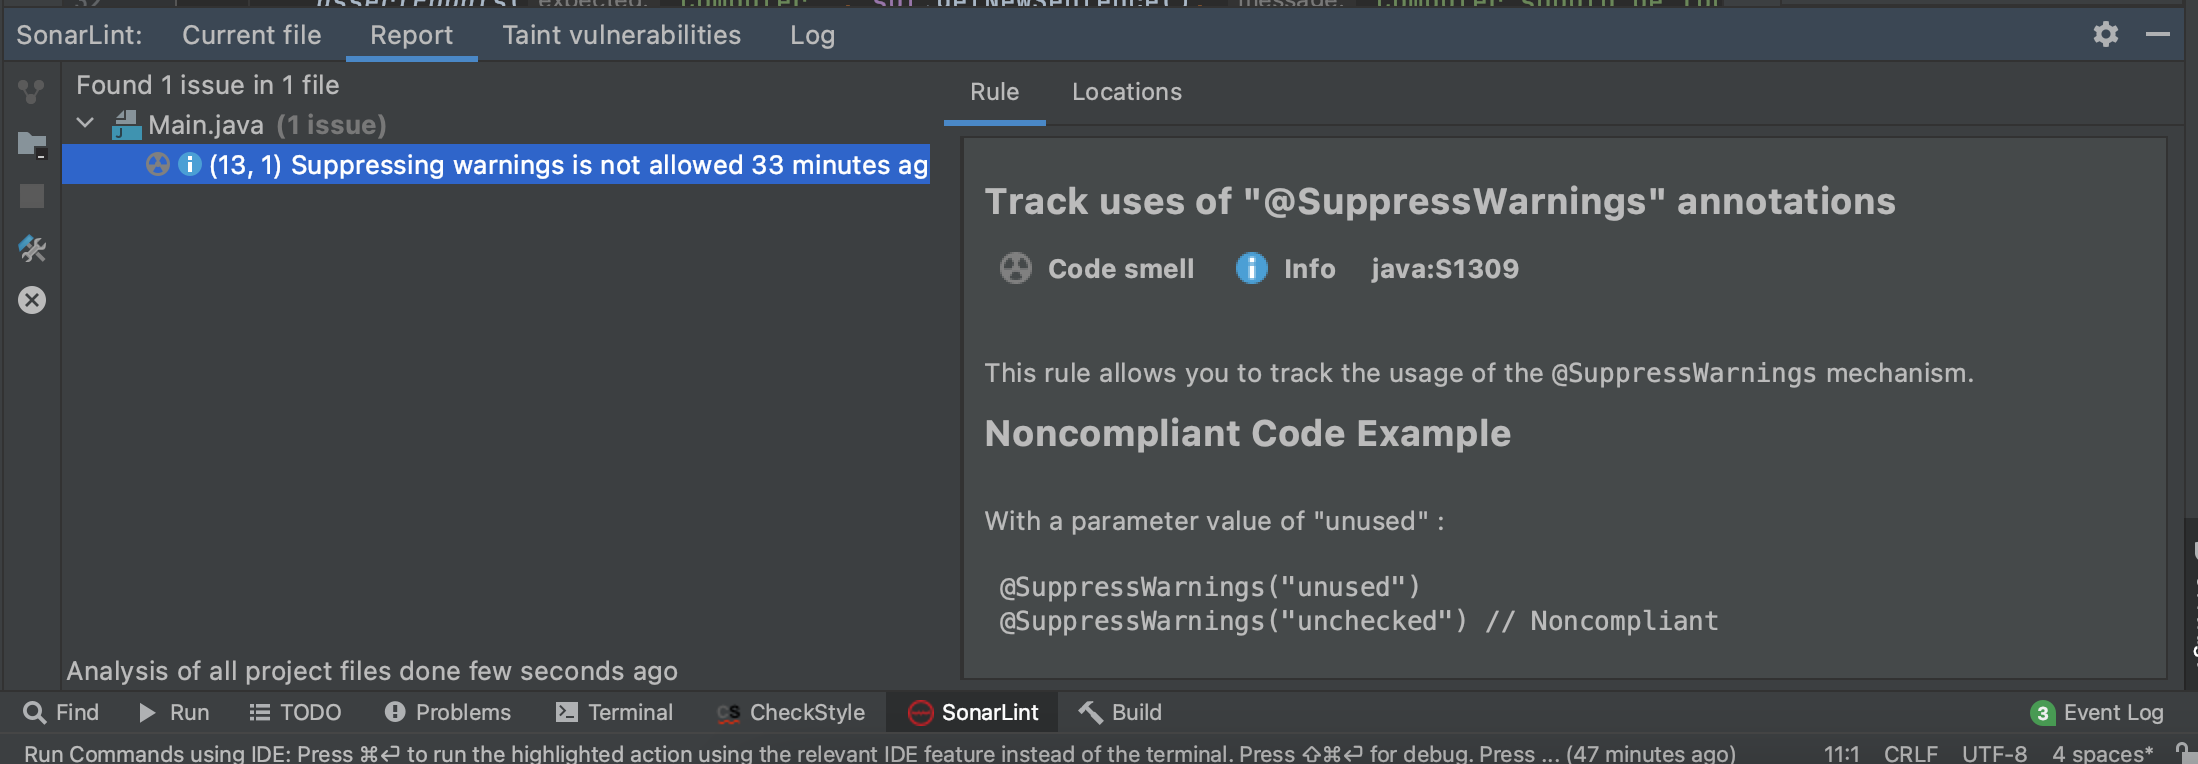 SonarLint: Current file Report Taint vulnerabilities Log
Found 1 issue in 1 file
Main.java (1 issue)
(13, 1) Suppressing warnings is not allowed 33 minutes ag
Rule Locations
Track uses of "@SuppressWarnings" annotations
Code smell Info java:S1309
This rule allows you to track the usage of the @SuppressWarnings mechanism.
Noncompliant Code Example
With a parameter value of "unused" :
@SuppressWarnings("unused")
@SuppressWarnings("unchecked") // Noncompliant
Analysis of all project files done few seconds ago
Find Run TODO Problems Terminal CheckStyle SonarLint Build 3 Event Log
Run Commands using IDE: Press ⌘⏎ to run the highlighted action using the relevant IDE feature instead of the terminal. Press ⇧⌘⏎ for debug. Press ... (47 minutes ago) 11:1 CRLF UTF-8 4 spaces*